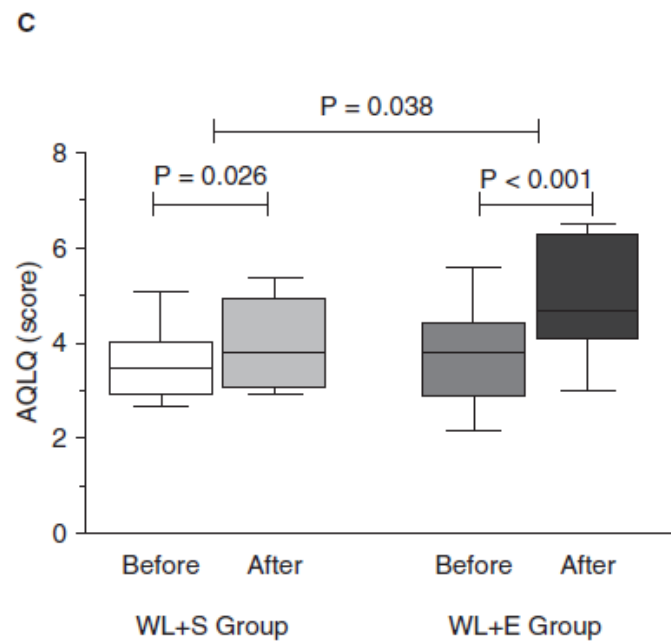 C
P = 0.038
P = 0.026
P < 0.001
AQLQ (score)
8
6
4
2
0
Before After Before After
WL+S Group WL+E Group